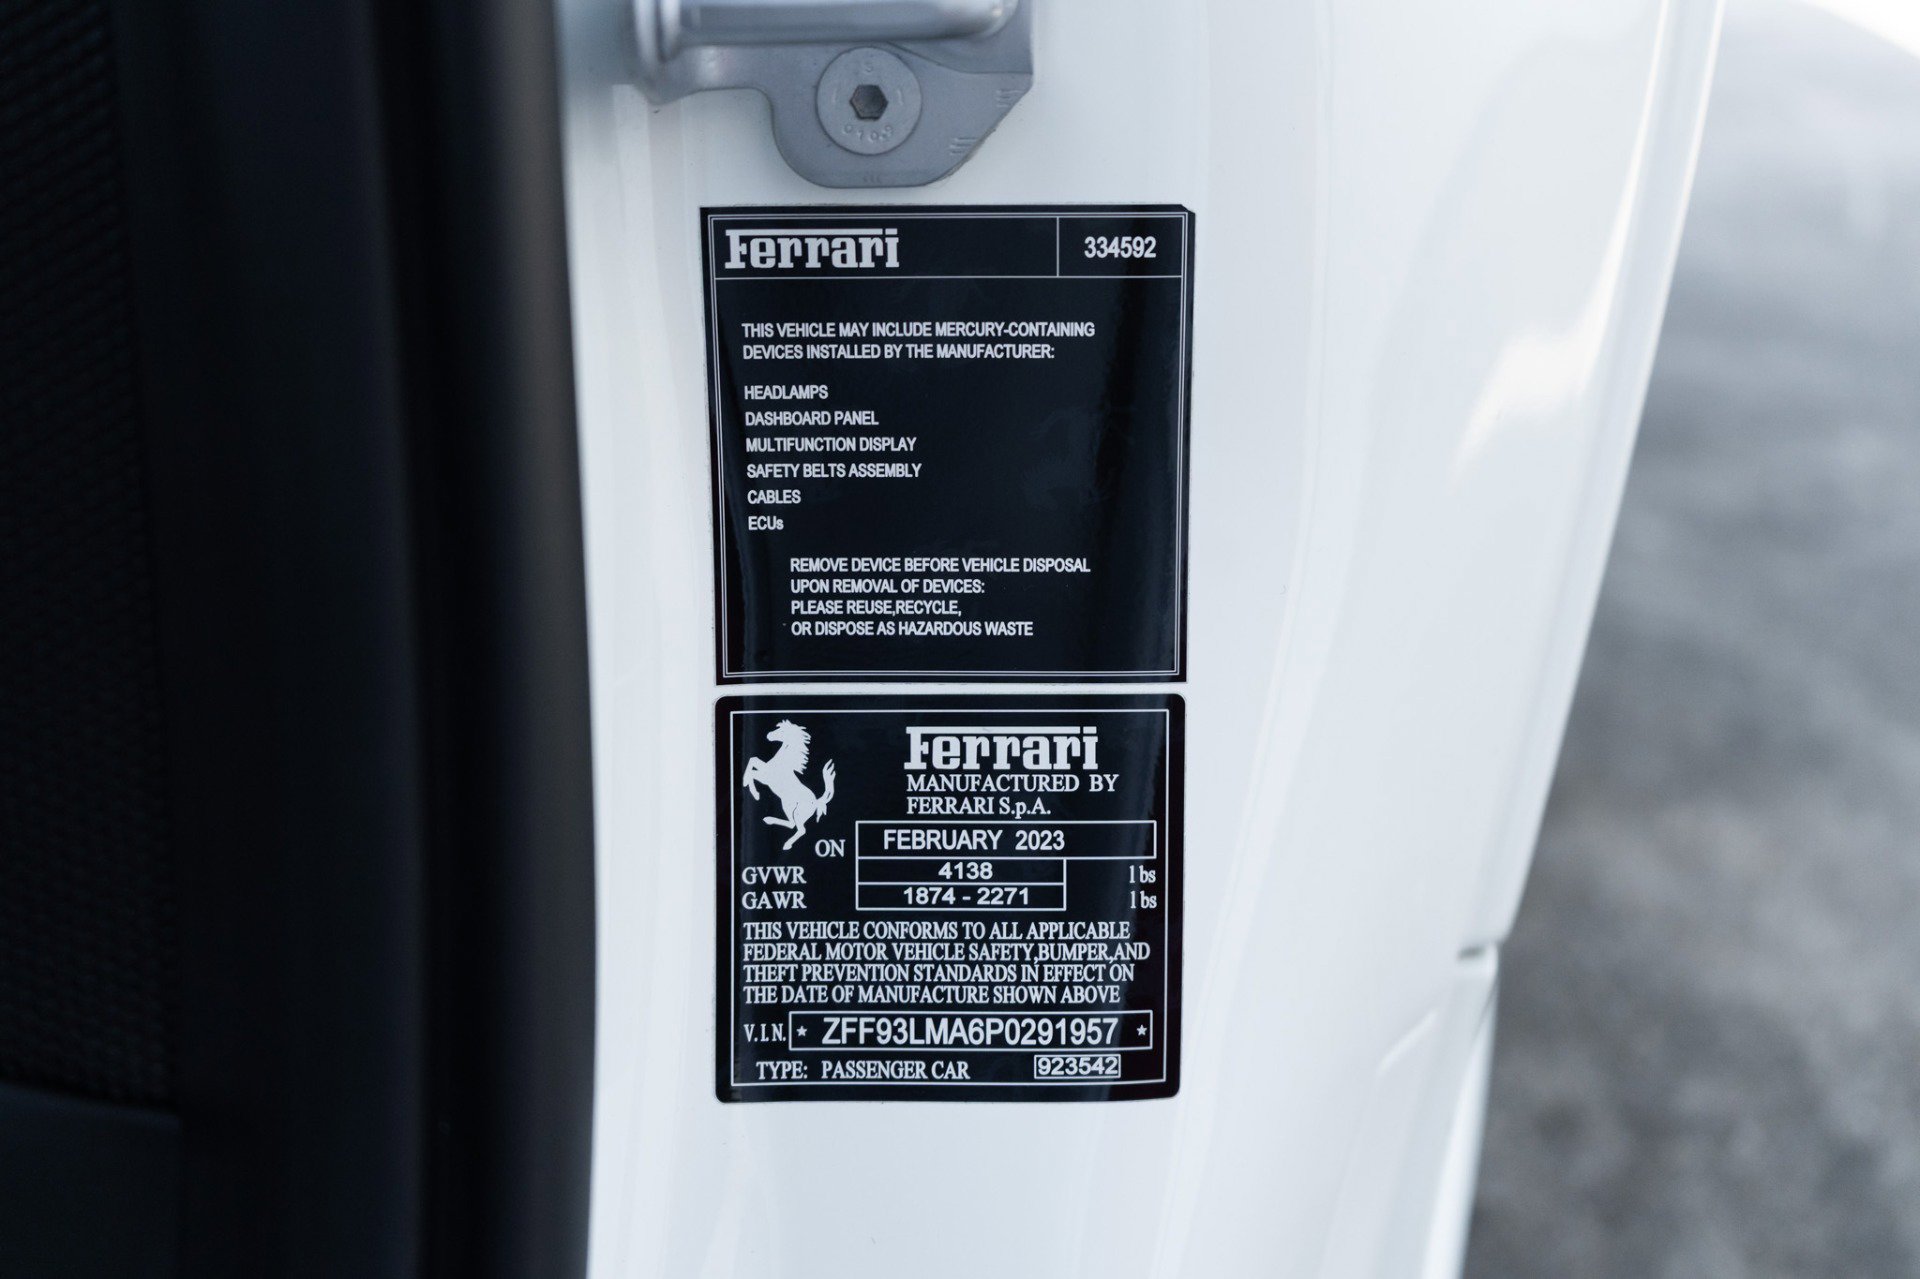 Ferrari 334592
THIS VEHICLE MAY INCLUDE MERCURY-CONTAINING
DEVICES INSTALLED BY THE MANUFACTURER:
HEADLAMPS
DASHBOARD PANEL
MULTIFUNCTION DISPLAY
SAFETY BELTS ASSEMBLY
CABLES
ECUs
REMOVE DEVICE BEFORE VEHICLE DISPOSAL
UPON REMOVAL OF DEVICES:
PLEASE REUSE,RECYCLE,
OR DISPOSE AS HAZARDOUS WASTE
Ferrari
MANUFACTURED BY
FERRARI S.p.A.
ON FEBRUARY 2023
GVWR 4138 lbs
GAWR 1874 - 2271 lbs
THIS VEHICLE CONFORMS TO ALL APPLICABLE
FEDERAL MOTOR VEHICLE SAFETY,BUMPER,AND
THEFT PREVENTION STANDARDS IN EFFECT ON
THE DATE OF MANUFACTURE SHOWN ABOVE
V.I.N. * ZFF93LMA6P0291957 *
TYPE: PASSENGER CAR 923542